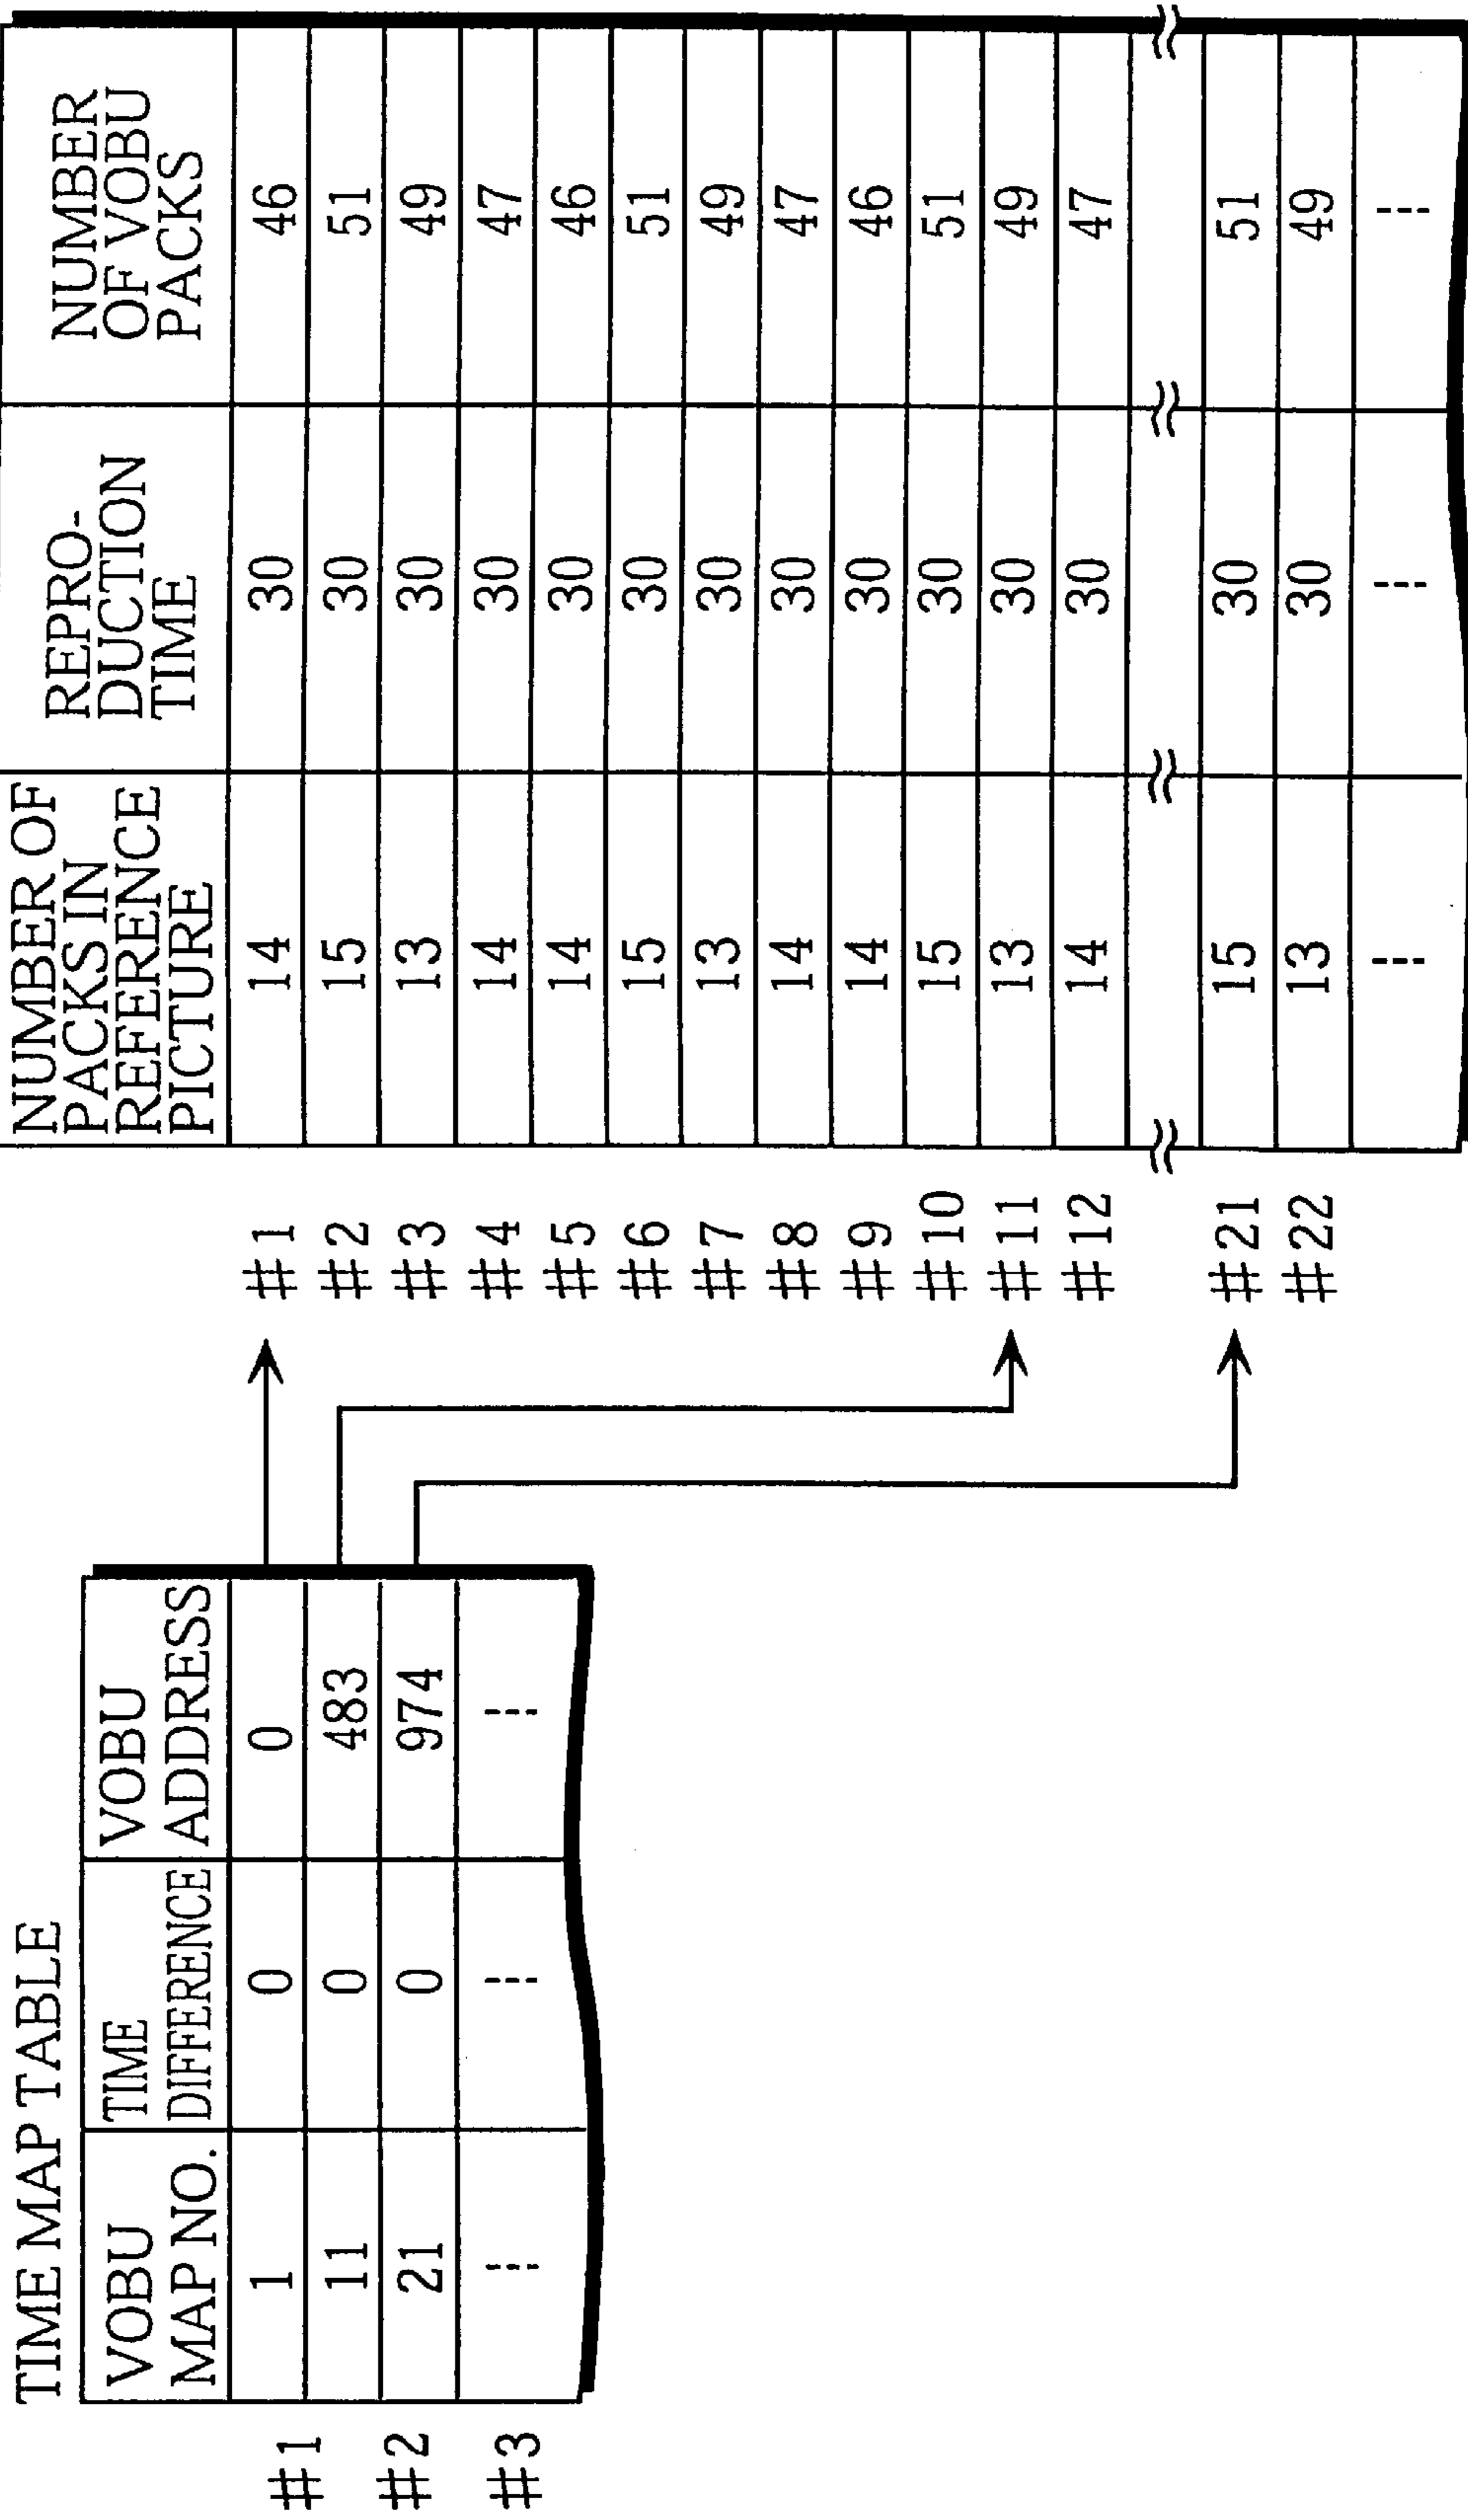 TIME MAP TABLE
VOBU MAP NO. TIME DIFFERENCE VOBU ADDRESS
#1 1 0 0
#2 11 0 483
#3 21 0 974
⋮ ⋮ ⋮
NUMBER OF PACKS IN REFERENCE PICTURE REPRO-DUCTION TIME NUMBER OF VOBU PACKS
#1 14 30 46
#2 15 30 51
#3 13 30 49
#4 14 30 47
#5 14 30 46
#6 15 30 51
#7 13 30 49
#8 14 30 47
#9 14 30 46
#10 15 30 51
#11 13 30 49
#12 14 30 47
#21 15 30 51
#22 13 30 49
⋮ ⋮ ⋮